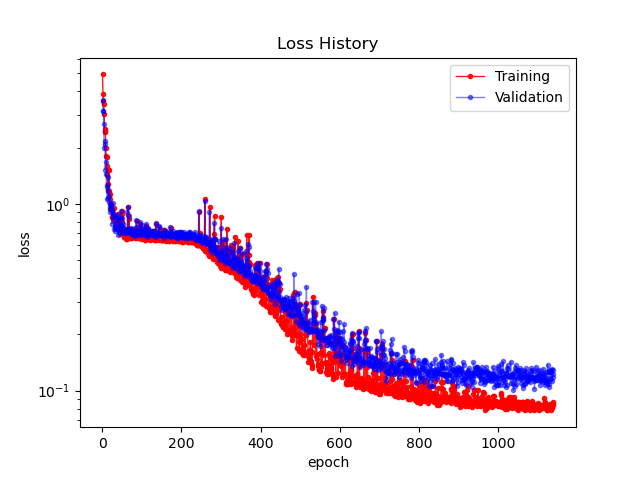 Loss History
Training
Validation
10⁰
10⁻¹
loss
0 200 400 600 800 1000
epoch